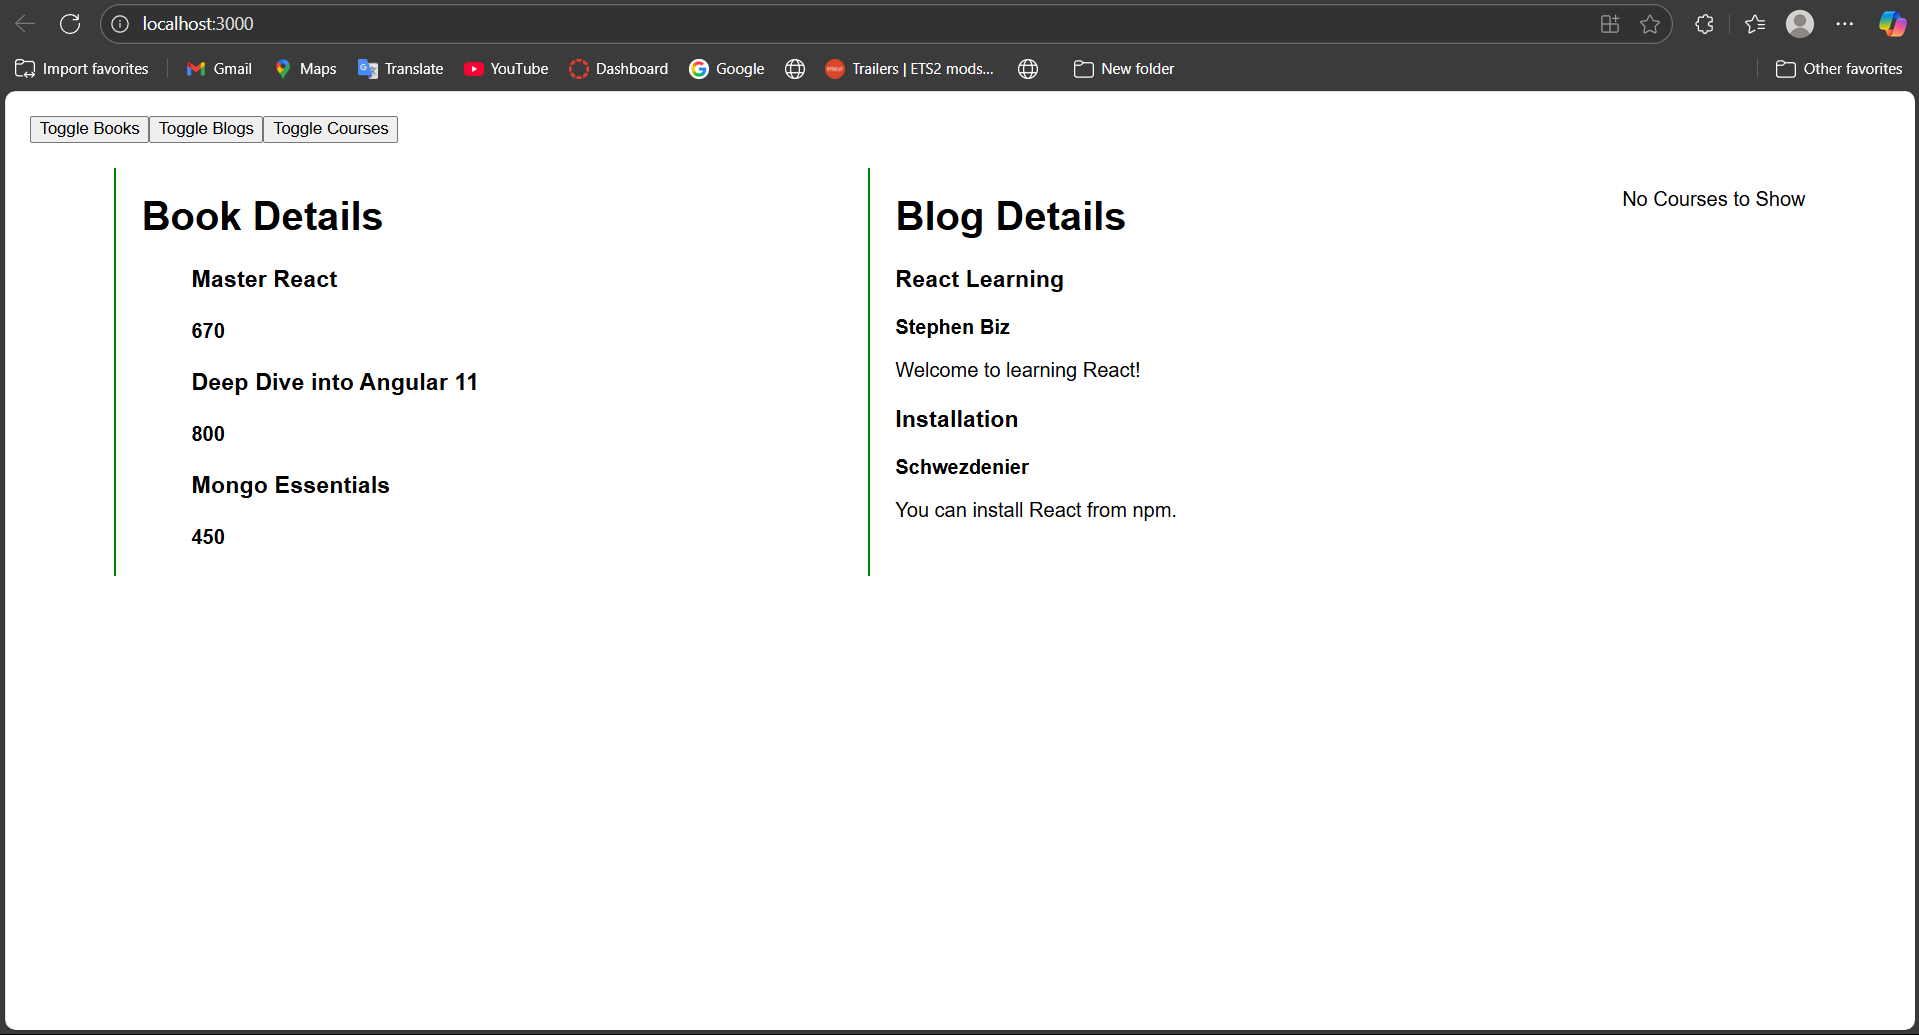 localhost:3000
Import favorites
Gmail
Maps
Translate
YouTube
Dashboard
Google
Trailers | ETS2 mods...
New folder
Other favorites
Toggle Books
Toggle Blogs
Toggle Courses
Book Details
Master React
670
Deep Dive into Angular 11
800
Mongo Essentials
450
Blog Details
React Learning
Stephen Biz
Welcome to learning React!
Installation
Schwezdenier
You can install React from npm.
No Courses to Show